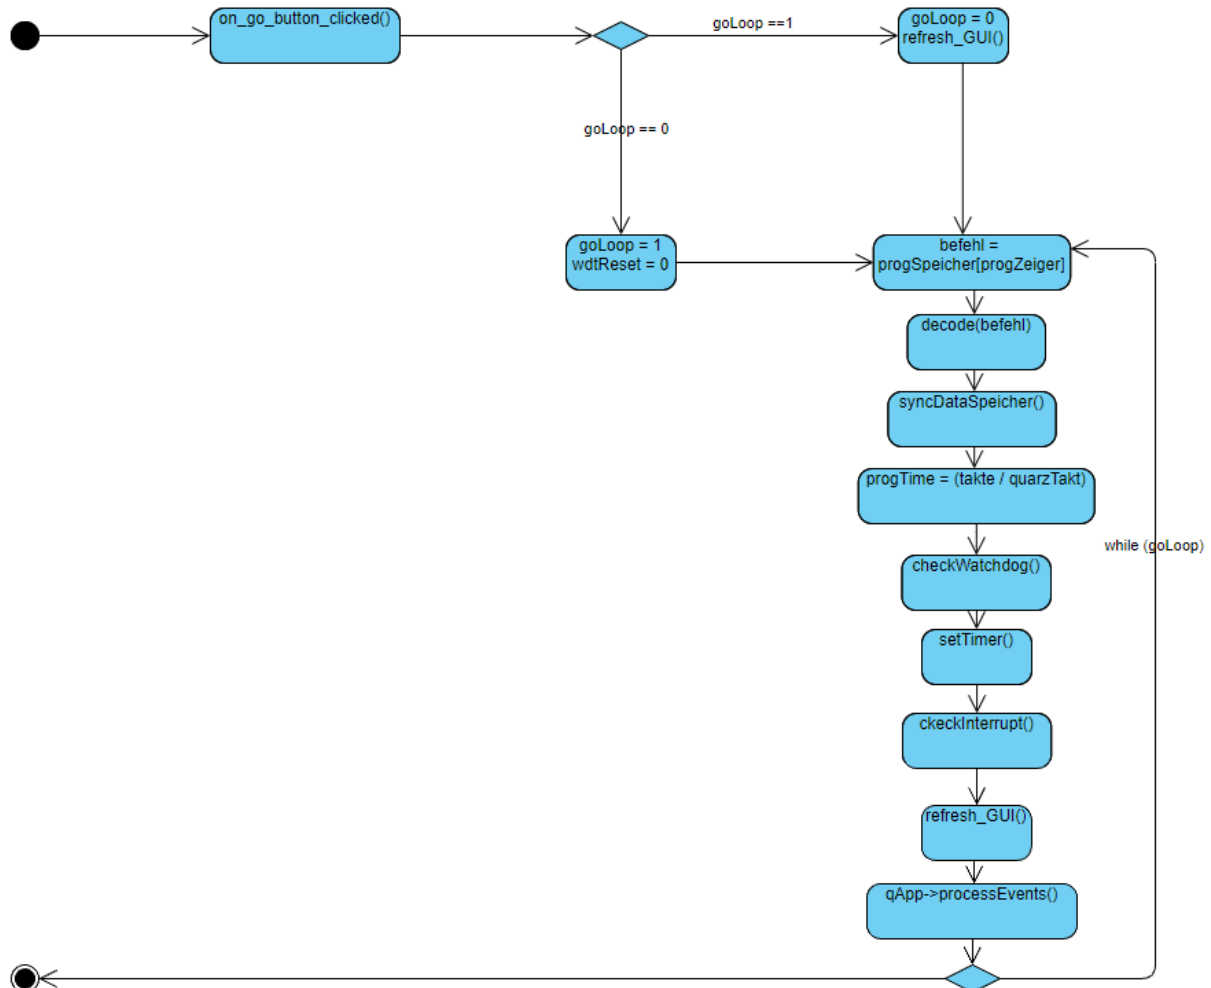 on_go_button_clicked()
goLoop ==1
goLoop = 0
refresh_GUI()
goLoop == 0
goLoop = 1
wdtReset = 0
befehl =
progSpeicher[progZeiger]
decode(befehl)
syncDataSpeicher()
progTime = (takte / quarzTakt)
while (goLoop)
checkWatchdog()
setTimer()
ckeckInterrupt()
refresh_GUI()
qApp->processEvents()